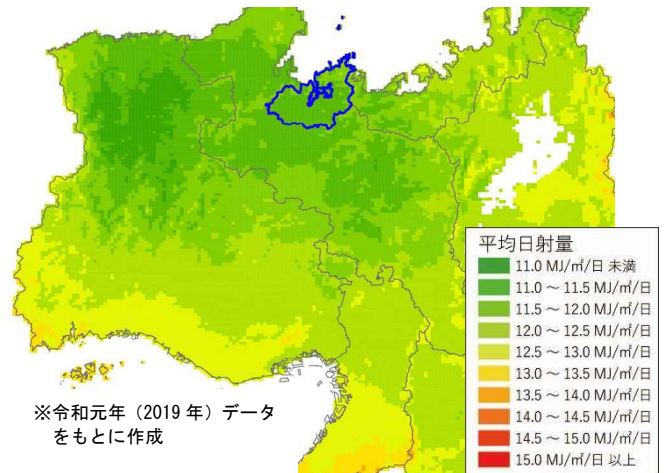 平均日射量
11.0 MJ/㎡/日 未満
11.0 ～ 11.5 MJ/㎡/日
11.5 ～ 12.0 MJ/㎡/日
12.0 ～ 12.5 MJ/㎡/日
12.5 ～ 13.0 MJ/㎡/日
13.0 ～ 13.5 MJ/㎡/日
13.5 ～ 14.0 MJ/㎡/日
14.0 ～ 14.5 MJ/㎡/日
14.5 ～ 15.0 MJ/㎡/日
15.0 MJ/㎡/日 以上
※令和元年（2019 年）データ
をもとに作成